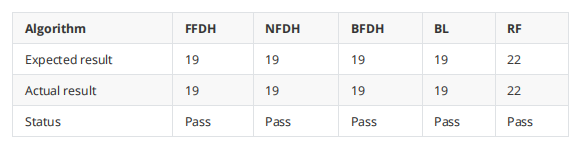 Algorithm FFDH NFDH BFDH BL RF
Expected result 19 19 19 19 22
Actual result 19 19 19 19 22
Status Pass Pass Pass Pass Pass